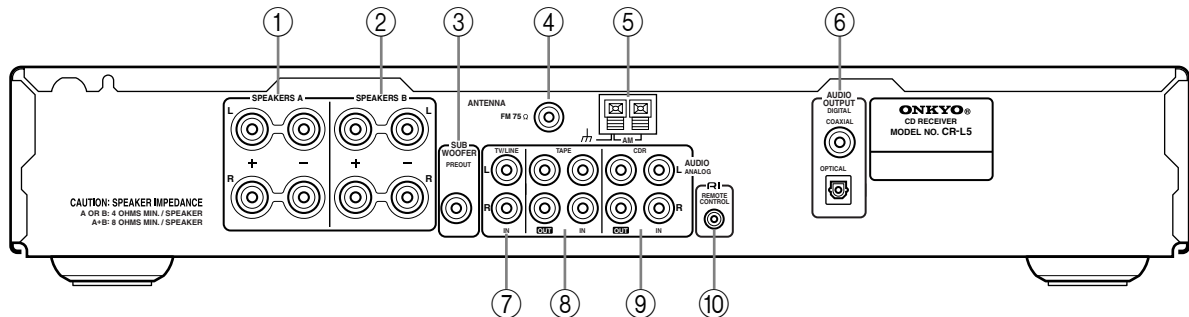 ① ② ③ ④ ⑤ ⑥
SPEAKERS A
L
+ −
R
SPEAKERS B
L
+ −
R
CAUTION: SPEAKER IMPEDANCE
A OR B: 4 OHMS MIN. / SPEAKER
A+B: 8 OHMS MIN. / SPEAKER
SUB
WOOFER
PREOUT
ANTENNA
FM 75 Ω
AM
TV/LINE TAPE CDR
L L
R R
IN OUT IN OUT IN
AUDIO
ANALOG
RI
REMOTE
CONTROL
AUDIO
OUTPUT
DIGITAL
COAXIAL
OPTICAL
ONKYO®
CD RECEIVER
MODEL NO. CR-L5
⑦ ⑧ ⑨ ⑩